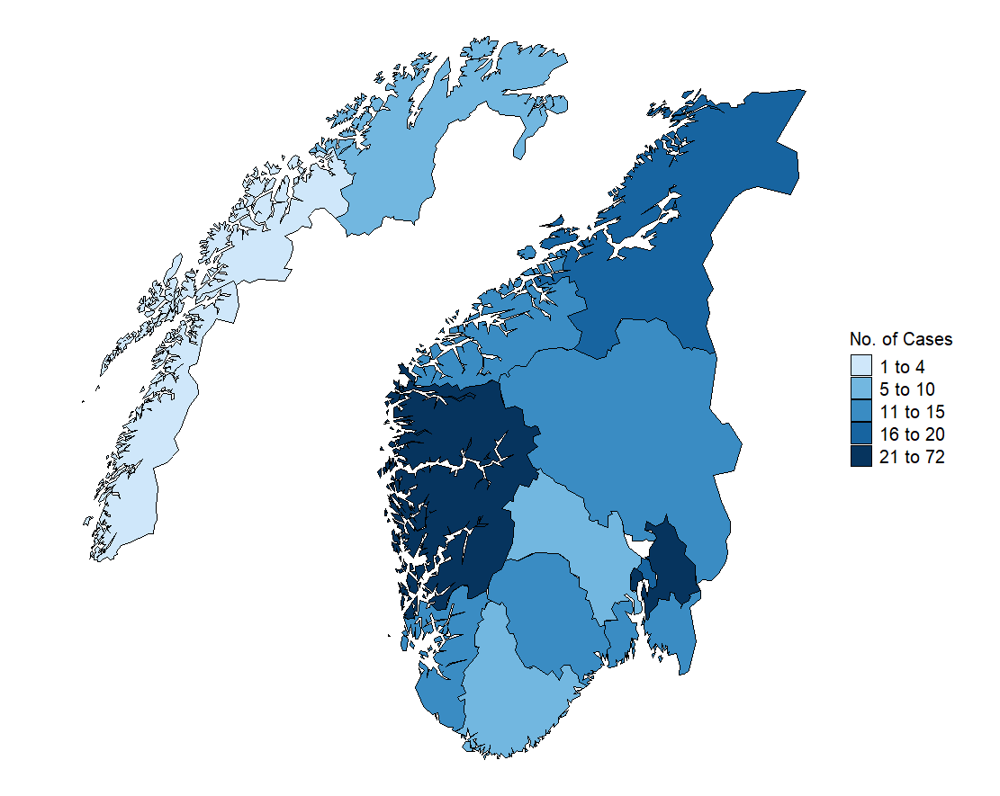 No. of Cases
1 to 4
5 to 10
11 to 15
16 to 20
21 to 72